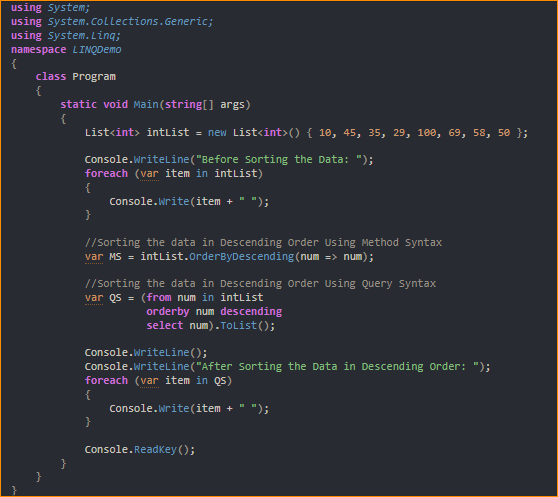 using System;
using System.Collections.Generic;
using System.Linq;
namespace LINQDemo
{
    class Program
    {
        static void Main(string[] args)
        {
            List<int> intList = new List<int>() { 10, 45, 35, 29, 100, 69, 58, 50 };

            Console.WriteLine("Before Sorting the Data: ");
            foreach (var item in intList)
            {
                Console.Write(item + " ");
            }

            //Sorting the data in Descending Order Using Method Syntax
            var MS = intList.OrderByDescending(num => num);

            //Sorting the data in Descending Order Using Query Syntax
            var QS = (from num in intList
                      orderby num descending
                      select num).ToList();

            Console.WriteLine();
            Console.WriteLine("After Sorting the Data in Descending Order: ");
            foreach (var item in QS)
            {
                Console.Write(item + " ");
            }

            Console.ReadKey();
        }
    }
}